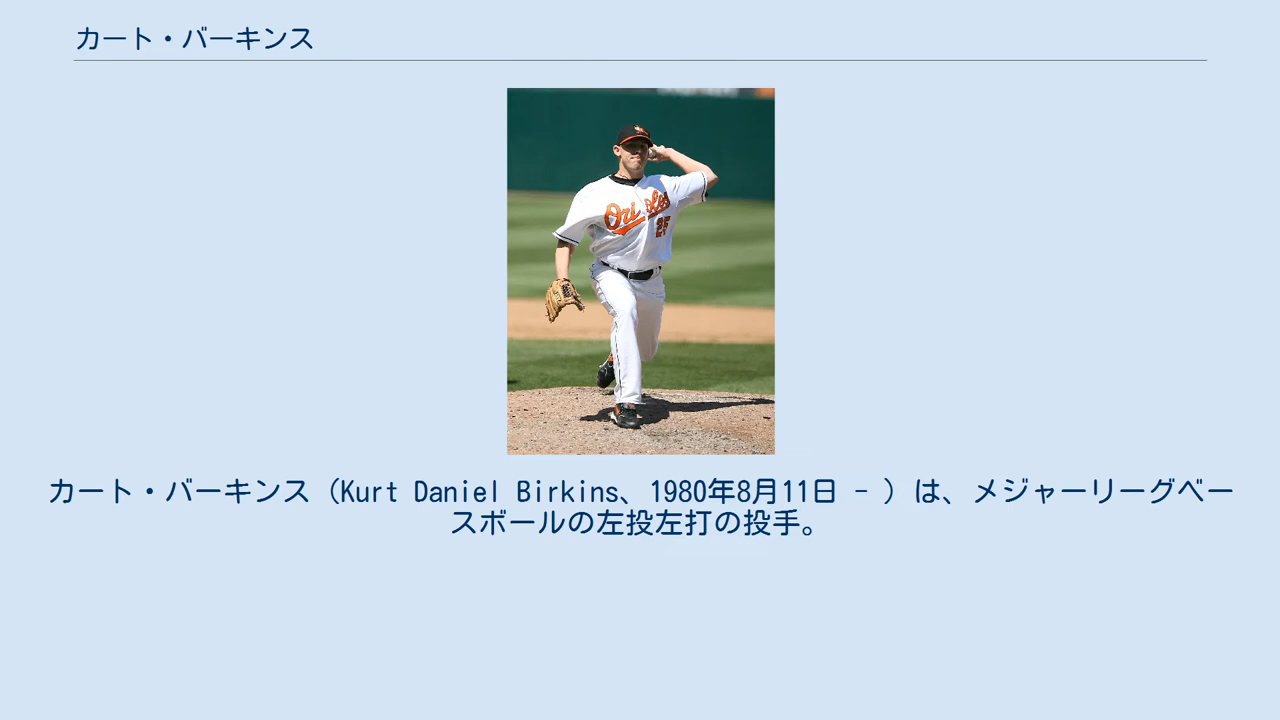 カート・バーキンス
Orioles
25
カート・バーキンス（Kurt Daniel Birkins、1980年8月11日 - ）は、メジャーリーグベー
スボールの左投左打の投手。